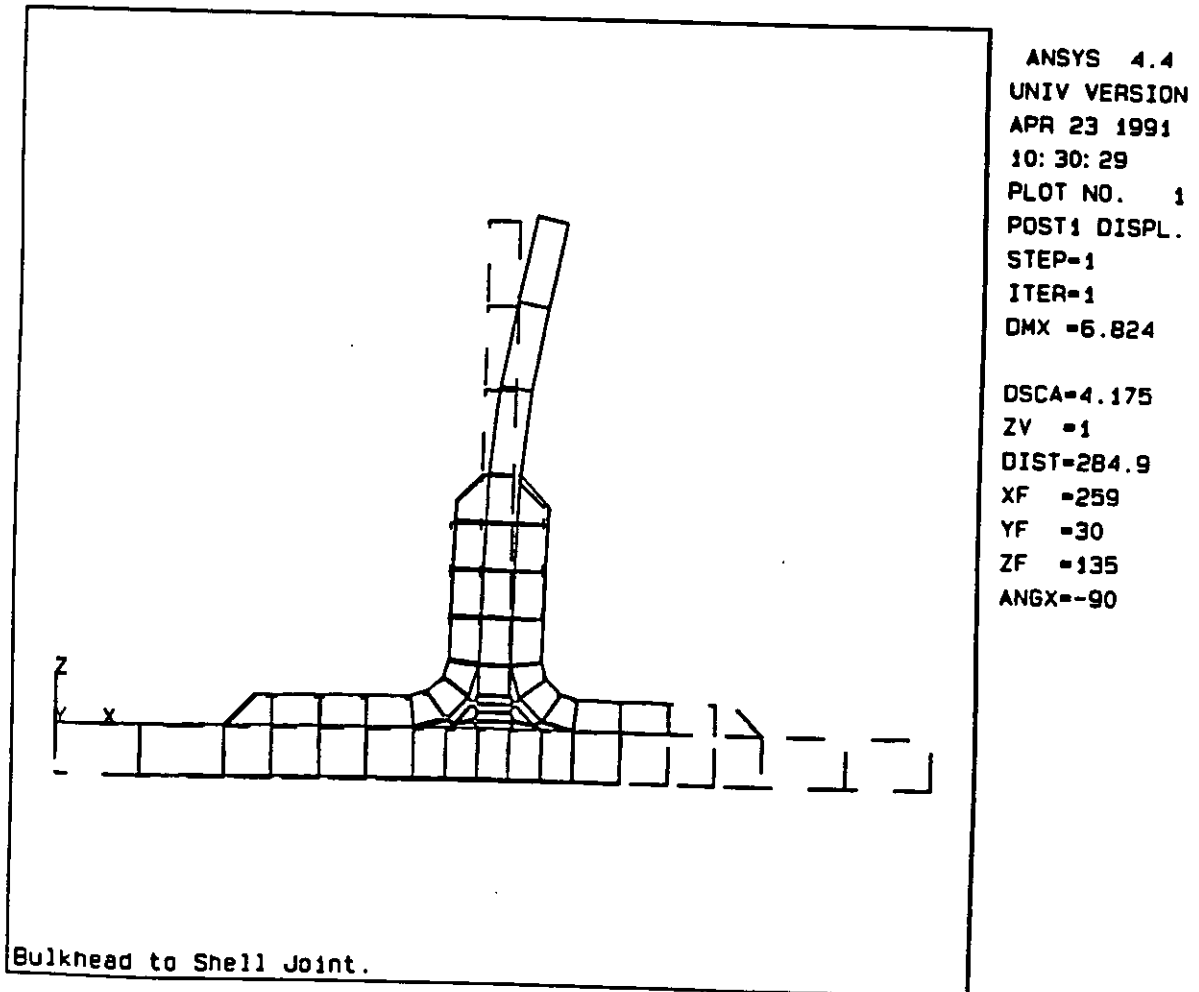 ANSYS 4.4
UNIV VERSION
APR 23 1991
10:30:29
PLOT NO. 1
POST1 DISPL.
STEP=1
ITER=1
DMX =6.824
DSCA=4.175
ZV =1
DIST=284.9
XF =259
YF =30
ZF =135
ANGX=-90
Z
Y X
Bulkhead to Shell Joint.